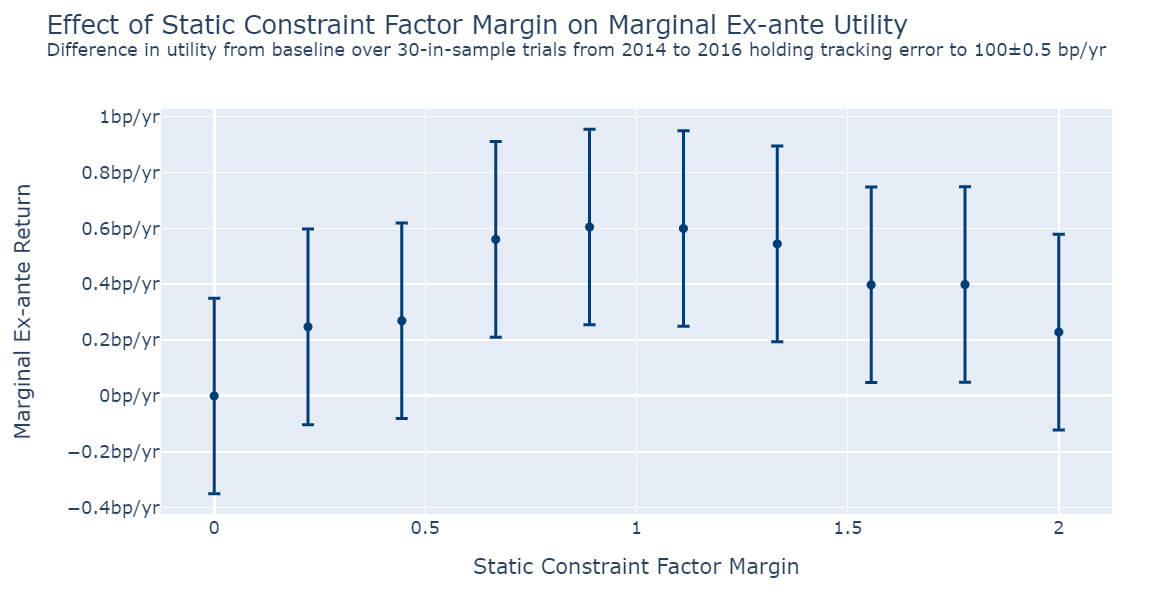 Effect of Static Constraint Factor Margin on Marginal Ex-ante Utility
Difference in utility from baseline over 30-in-sample trials from 2014 to 2016 holding tracking error to 100±0.5 bp/yr
Marginal Ex-ante Return
1bp/yr
0.8bp/yr
0.6bp/yr
0.4bp/yr
0.2bp/yr
0bp/yr
−0.2bp/yr
−0.4bp/yr
0
0.5
1
1.5
2
Static Constraint Factor Margin